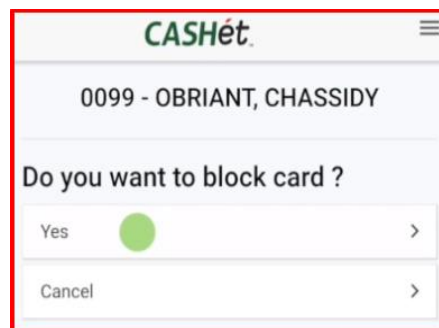 CASHét.
0099 - OBRIANT, CHASSIDY
Do you want to block card ?
Yes
Cancel